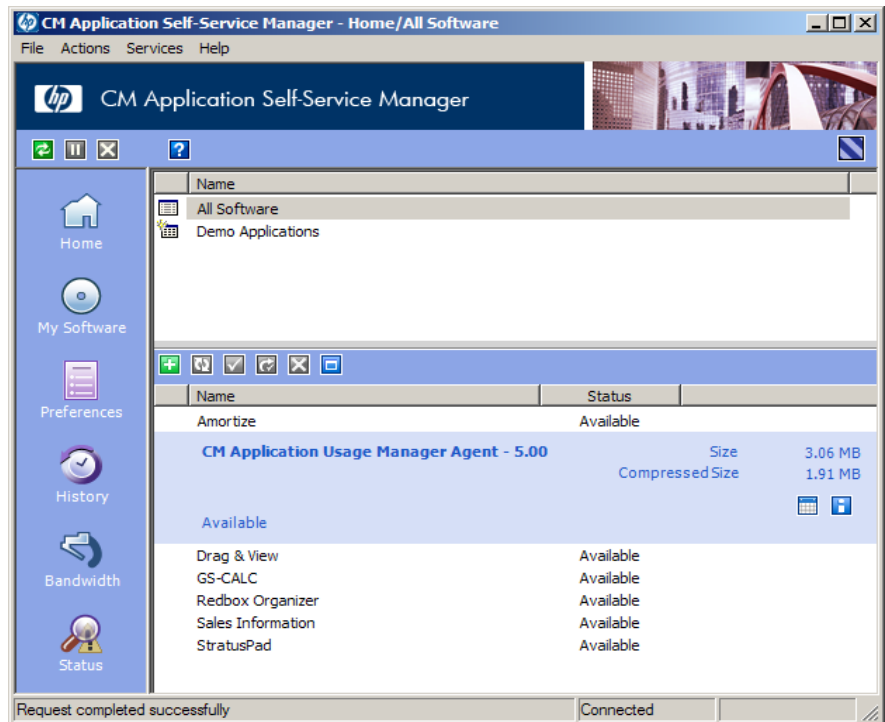 CM Application Self-Service Manager - Home/All Software
File Actions Services Help
hp CM Application Self-Service Manager
?
Name
All Software
Demo Applications
Home
My Software
Preferences
History
Bandwidth
Status
Name Status
Amortize Available
CM Application Usage Manager Agent - 5.00 Size 3.06 MB
Compressed Size 1.91 MB
Available
Drag & View Available
GS-CALC Available
Redbox Organizer Available
Sales Information Available
StratusPad Available
Request completed successfully Connected